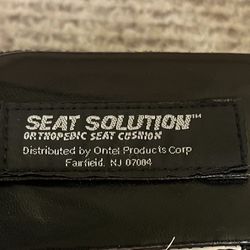 SEAT SOLUTION™
ORTHOPEDIC SEAT CUSHION
Distributed by Ontel Products Corp
Fairfield, NJ 07004